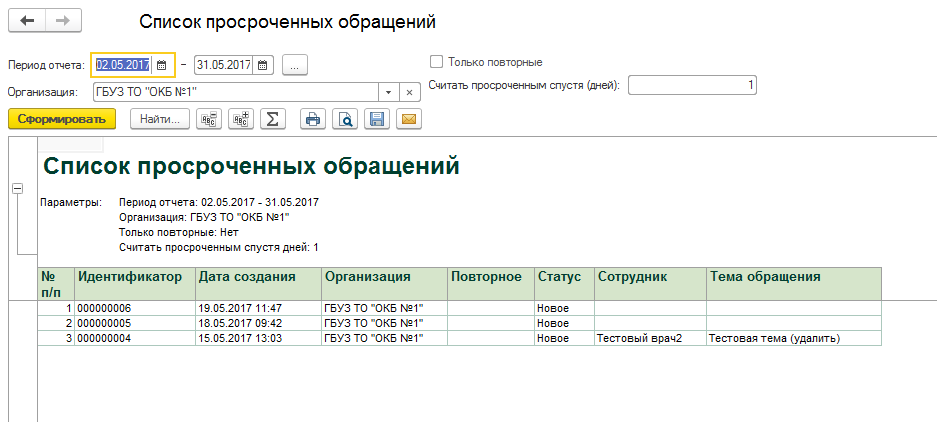 Список просроченных обращений
Период отчета: 02.05.2017 – 31.05.2017 ... Только повторные
Организация: ГБУЗ ТО "ОКБ №1" Считать просроченным спустя (дней): 1
Сформировать Найти...
Список просроченных обращений
Параметры: Период отчета: 02.05.2017 - 31.05.2017
Организация: ГБУЗ ТО "ОКБ №1"
Только повторные: Нет
Считать просроченным спустя дней: 1
№ п/п Идентификатор Дата создания Организация Повторное Статус Сотрудник Тема обращения
1 000000006 19.05.2017 11:47 ГБУЗ ТО "ОКБ №1" Новое
2 000000005 18.05.2017 09:42 ГБУЗ ТО "ОКБ №1" Новое
3 000000004 15.05.2017 13:03 ГБУЗ ТО "ОКБ №1" Новое Тестовый врач2 Тестовая тема (удалить)